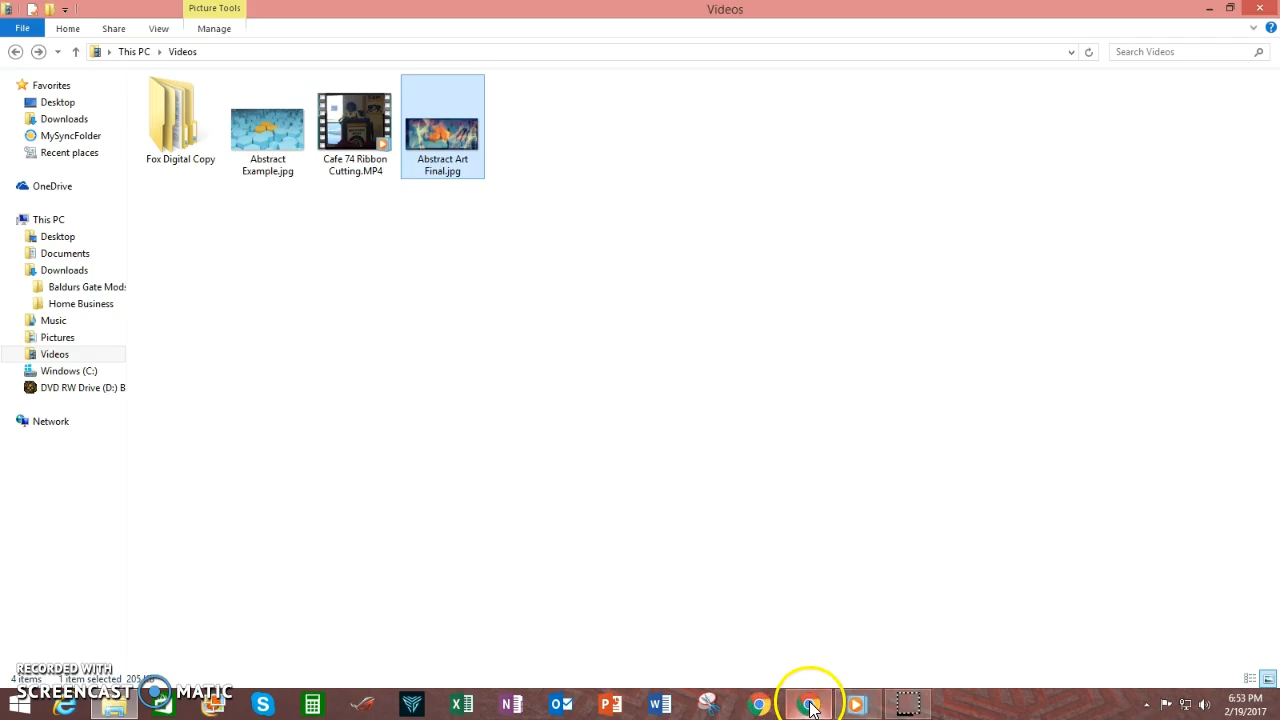 Picture Tools
Videos
File
Home
Share
View
Manage
This PC
Videos
Search Videos
Favorites
Desktop
Downloads
MySyncFolder
Recent places
OneDrive
This PC
Desktop
Documents
Downloads
Baldurs Gate Mods
Home Business
Music
Pictures
Videos
Windows (C:)
DVD RW Drive (D:) B
Network
Fox Digital Copy
Abstract
Example.jpg
Cafe 74 Ribbon
Cutting.MP4
Abstract Art
Final.jpg
4 items
1 item selected 205 KB
RECORDED WITH
SCREENCAST MATIC
6:53 PM
2/19/2017